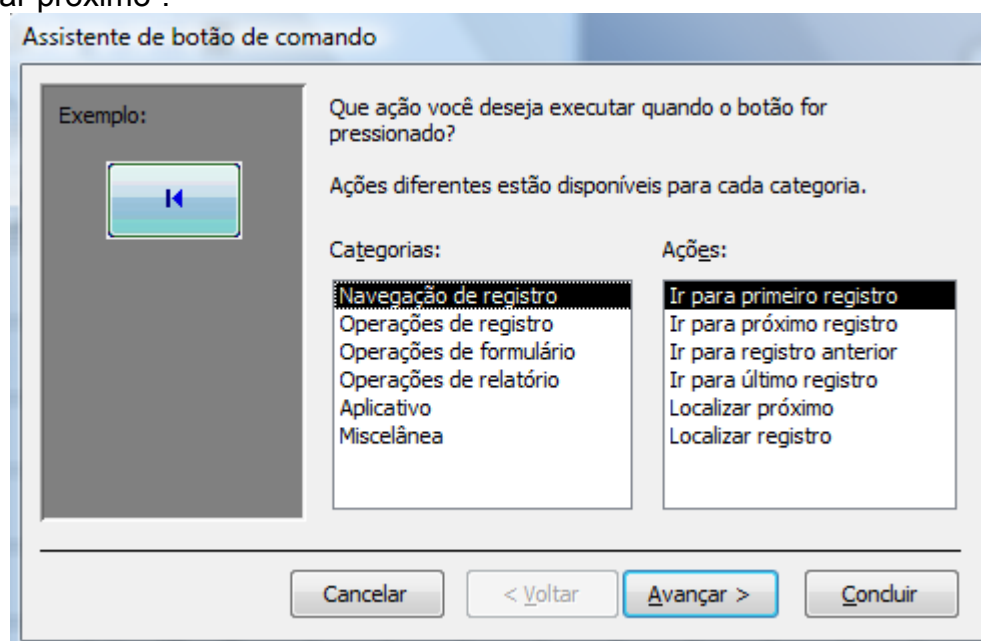 ar próximo".
Assistente de botão de comando
Exemplo:
Que ação você deseja executar quando o botão for
pressionado?
Ações diferentes estão disponíveis para cada categoria.
Categorias:
Navegação de registro
Operações de registro
Operações de formulário
Operações de relatório
Aplicativo
Miscelânea
Ações:
Ir para primeiro registro
Ir para próximo registro
Ir para registro anterior
Ir para último registro
Localizar próximo
Localizar registro
Cancelar
< Voltar
Avançar >
Concluir